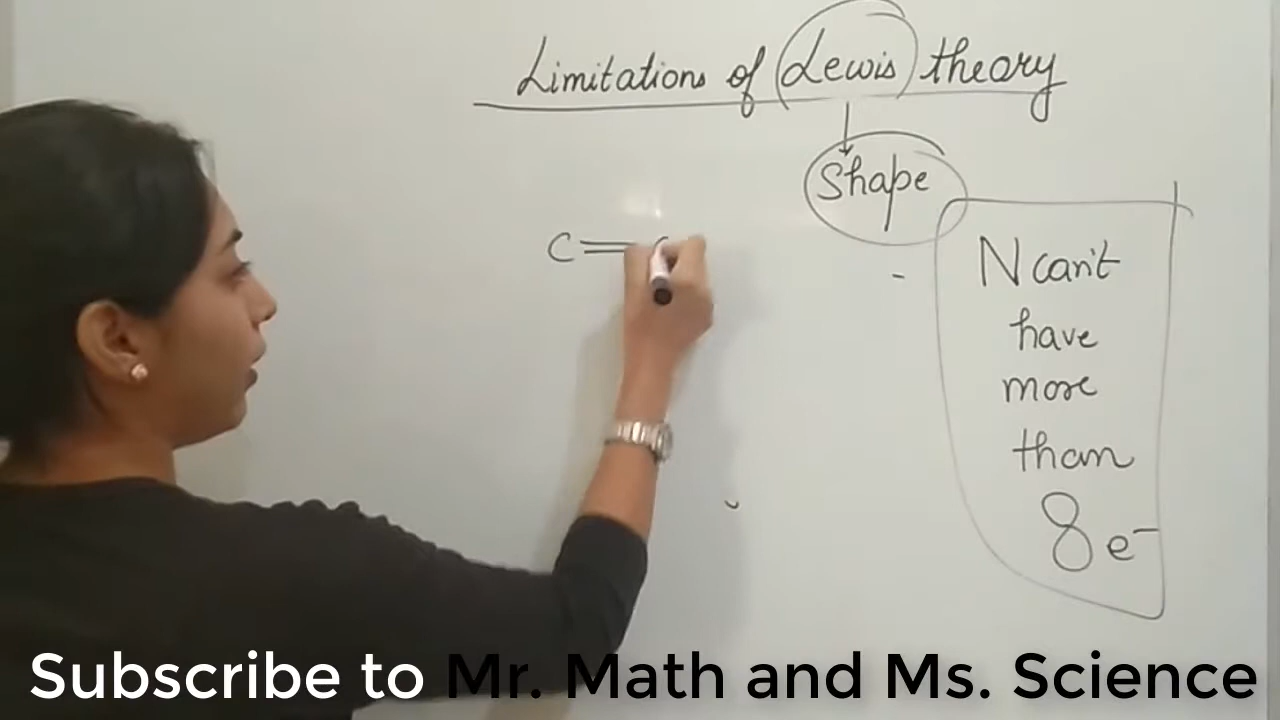 Limitations of Lewis theory
Shape
C=C
N can't
have
more
than
8 e⁻
Subscribe to Mr. Math and Ms. Science